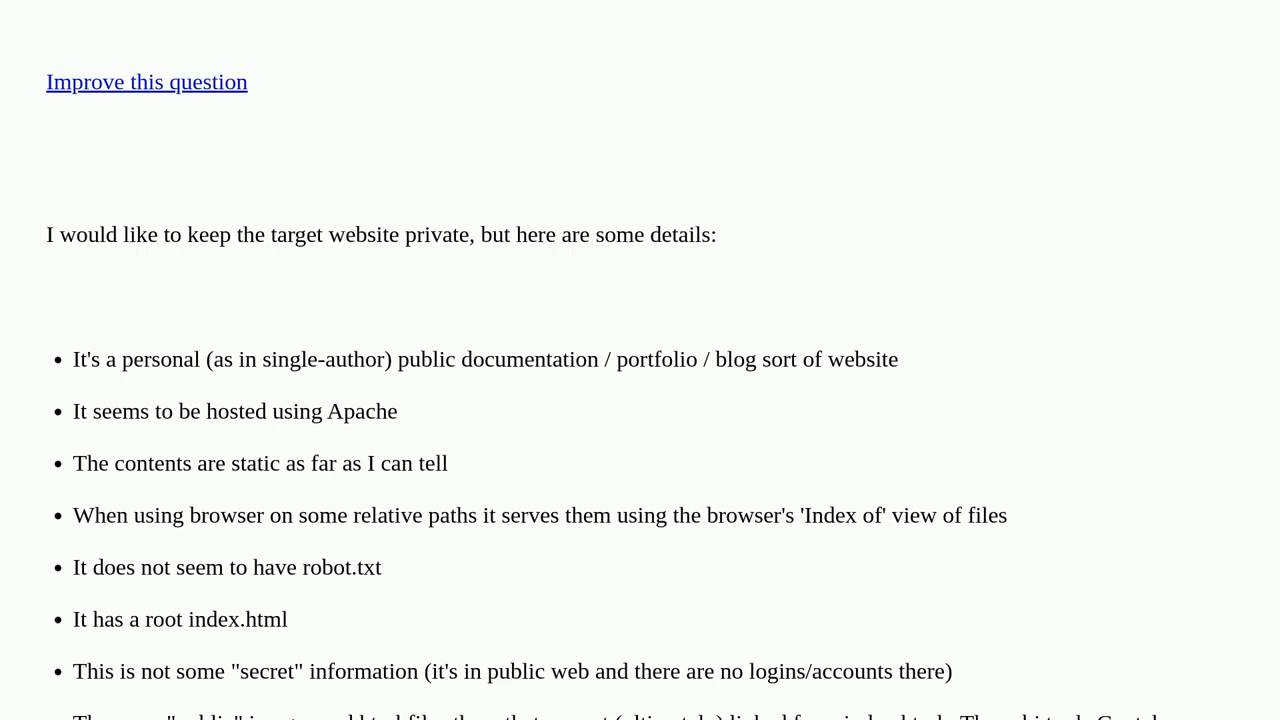 Improve this question
I would like to keep the target website private, but here are some details:
It's a personal (as in single-author) public documentation / portfolio / blog sort of website
It seems to be hosted using Apache
The contents are static as far as I can tell
When using browser on some relative paths it serves them using the browser's 'Index of' view of files
It does not seem to have robot.txt
It has a root index.html
This is not some "secret" information (it's in public web and there are no logins/accounts there)